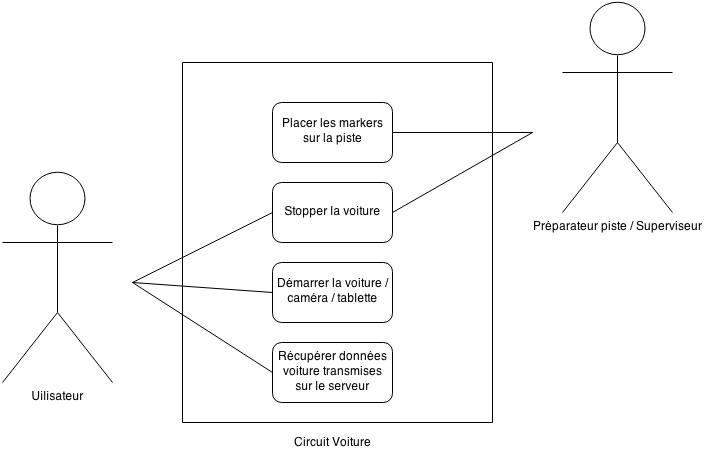 Placer les markers
sur la piste
Stopper la voiture
Préparateur piste / Superviseur
Démarrer la voiture /
caméra / tablette
Récupérer données
voiture transmises
sur le serveur
Uilisateur
Circuit Voiture